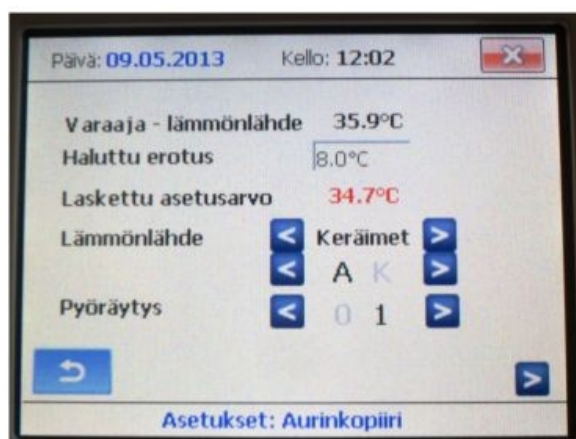 Päivä: 09.05.2013 Kello: 12:02
Varaaja - lämmönlähde 35.9°C
Haluttu erotus 8.0°C
Laskettu asetusarvo 34.7°C
Lämmönlähde < Keräimet >
< A K >
Pyöräytys < 0 1 >
>
Asetukset: Aurinkopiiri